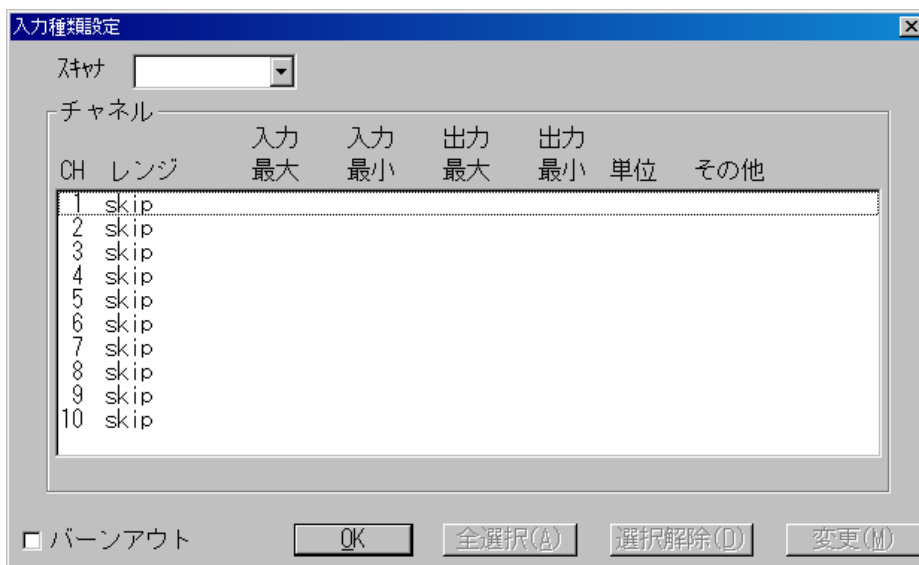 入力種類設定
スキャナ
チャネル
入力 入力 出力 出力
CH レンジ 最大 最小 最大 最小 単位 その他
1 skip
2 skip
3 skip
4 skip
5 skip
6 skip
7 skip
8 skip
9 skip
10 skip
バーンアウト OK 全選択(A) 選択解除(D) 変更(M)